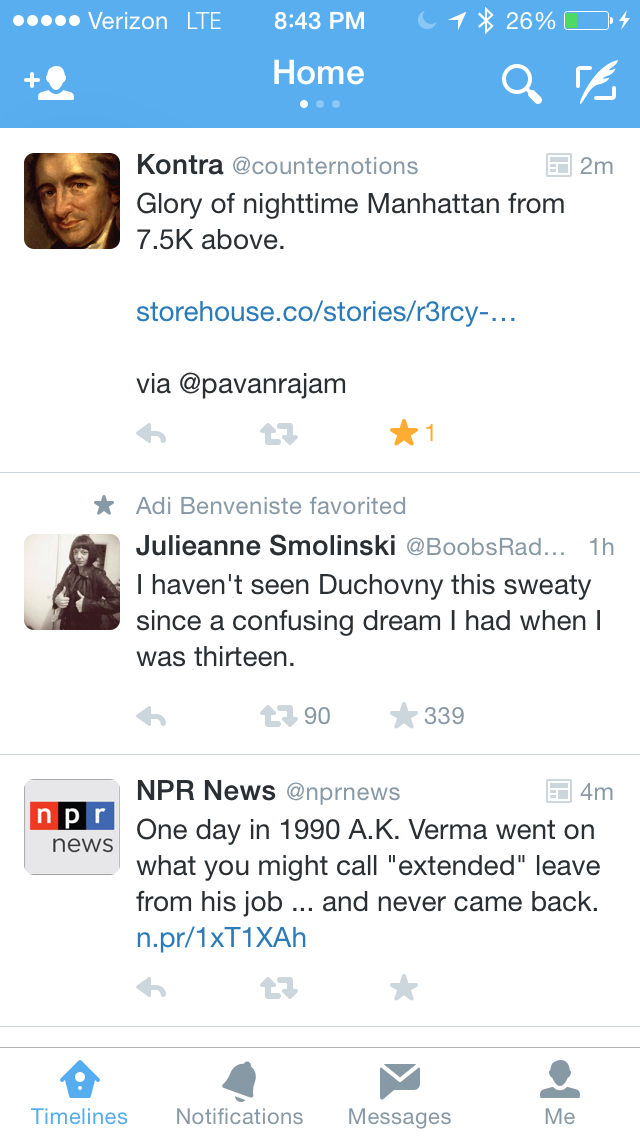 Verizon LTE 8:43 PM 26%
Home
Kontra @counternotions 2m
Glory of nighttime Manhattan from
7.5K above.
storehouse.co/stories/r3rcy-…
via @pavanrajam
1
Adi Benveniste favorited
Julieanne Smolinski @BoobsRad… 1h
I haven't seen Duchovny this sweaty
since a confusing dream I had when I
was thirteen.
90 339
npr
news
NPR News @nprnews 4m
One day in 1990 A.K. Verma went on
what you might call "extended" leave
from his job ... and never came back.
n.pr/1xT1XAh
Timelines Notifications Messages Me